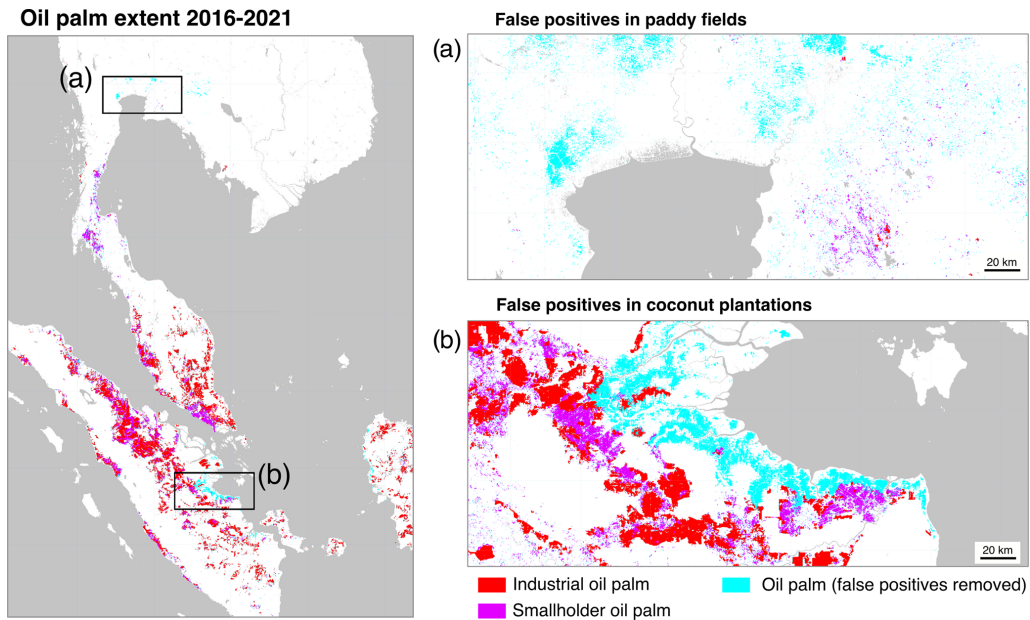 Oil palm extent 2016-2021
(a)
(b)
False positives in paddy fields
(a)
20 km
False positives in coconut plantations
(b)
20 km
Industrial oil palm
Oil palm (false positives removed)
Smallholder oil palm